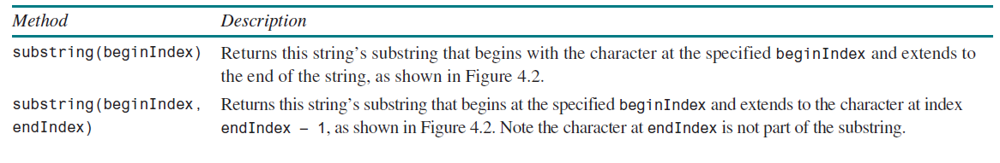 Method Description
substring(beginIndex) Returns this string’s substring that begins with the character at the specified beginIndex and extends to
the end of the string, as shown in Figure 4.2.
substring(beginIndex, Returns this string’s substring that begins at the specified beginIndex and extends to the character at index
endIndex) endIndex – 1, as shown in Figure 4.2. Note the character at endIndex is not part of the substring.